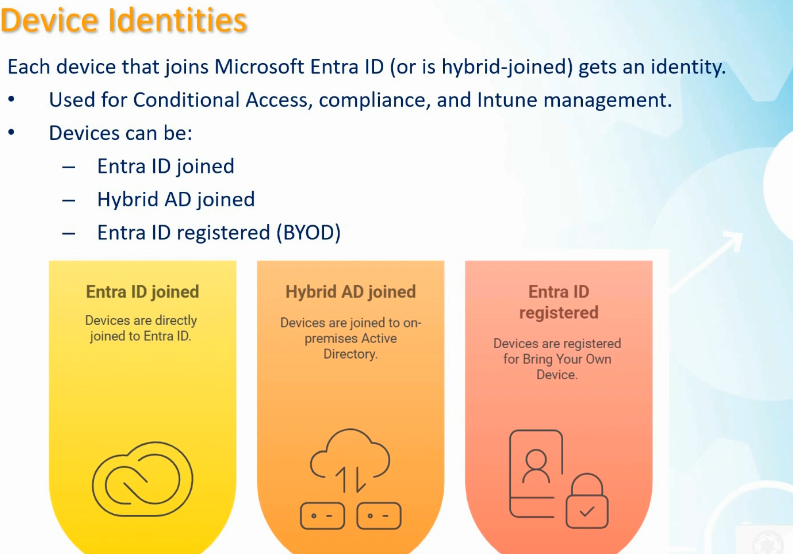 Device Identities
Each device that joins Microsoft Entra ID (or is hybrid-joined) gets an identity.
• Used for Conditional Access, compliance, and Intune management.
• Devices can be:
– Entra ID joined
– Hybrid AD joined
– Entra ID registered (BYOD)
Entra ID joined
Devices are directly
joined to Entra ID.
Hybrid AD joined
Devices are joined to on-
premises Active
Directory.
Entra ID
registered
Devices are registered
for Bring Your Own
Device.